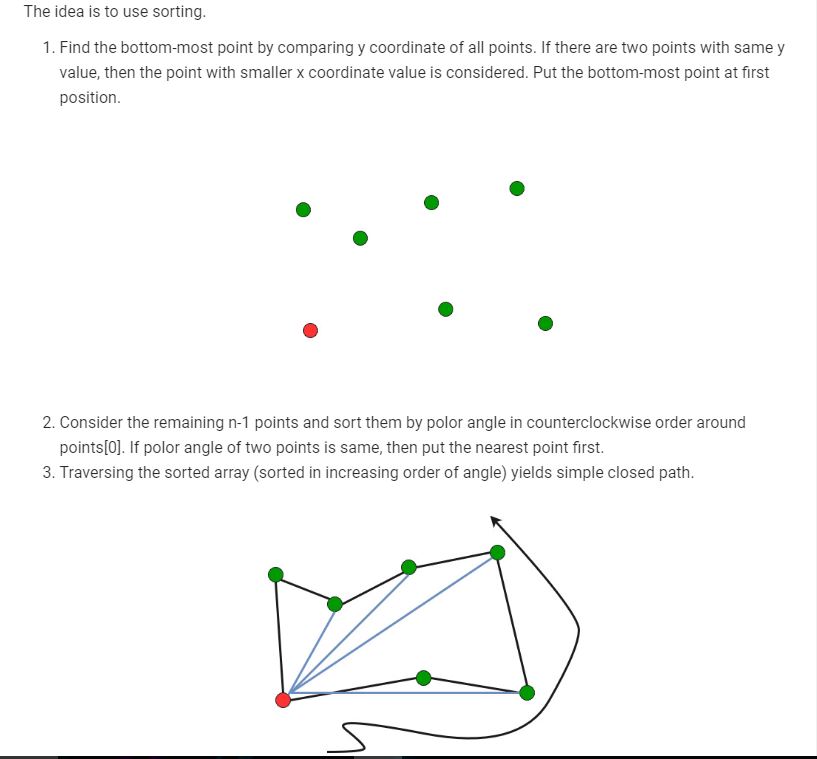 The idea is to use sorting.
1. Find the bottom-most point by comparing y coordinate of all points. If there are two points with same y
value, then the point with smaller x coordinate value is considered. Put the bottom-most point at first
position.
2. Consider the remaining n-1 points and sort them by polor angle in counterclockwise order around
points[0]. If polor angle of two points is same, then put the nearest point first.
3. Traversing the sorted array (sorted in increasing order of angle) yields simple closed path.